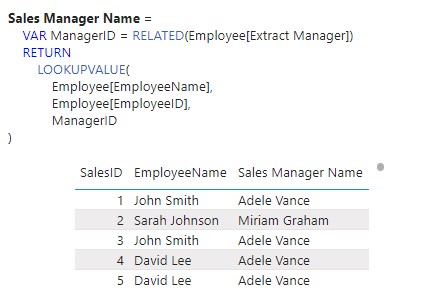 Sales Manager Name =
VAR ManagerID = RELATED(Employee[Extract Manager])
RETURN
LOOKUPVALUE(
Employee[EmployeeName],
Employee[EmployeeID],
ManagerID
)
SalesID EmployeeName Sales Manager Name
1 John Smith Adele Vance
2 Sarah Johnson Miriam Graham
3 John Smith Adele Vance
4 David Lee Adele Vance
5 David Lee Adele Vance